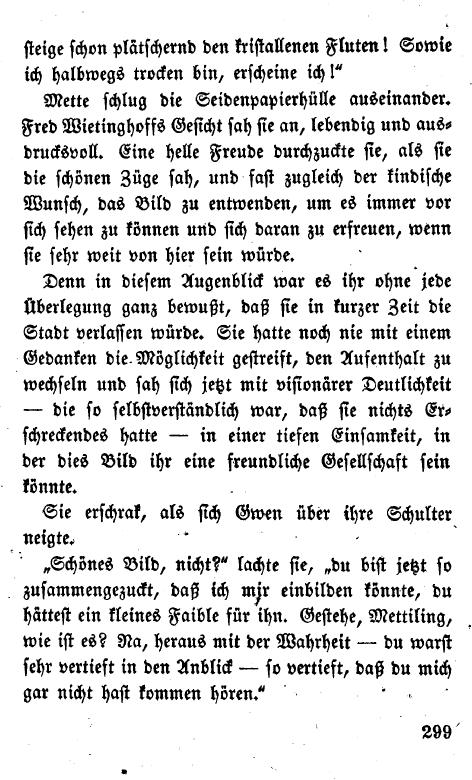 steige schon plätschernd den kristallenen Fluten! Sowie
ich halbwegs trocken bin, erscheine ich!“
Mette schlug die Seidenpapierhülle auseinander.
Fred Wietinghoffs Gesicht sah sie an, lebendig und aus-
drucksvoll. Eine helle Freude durchzuckte sie, als sie
die schönen Züge sah, und fast zugleich der kindische
Wunsch, das Bild zu entwenden, um es immer vor
sich sehen zu können und sich daran zu erfreuen, wenn
sie sehr weit von hier sein würde.
Denn in diesem Augenblick war es ihr ohne jede
Überlegung ganz bewußt, daß sie in kurzer Zeit die
Stadt verlassen würde. Sie hatte noch nie mit einem
Gedanken die Möglichkeit gestreift, den Aufenthalt zu
wechseln und sah sich jetzt mit visionärer Deutlichkeit
— die so selbstverständlich war, daß sie nichts Er-
schreckendes hatte — in einer tiefen Einsamkeit, in
der dies Bild ihr eine freundliche Gesellschaft sein
könnte.
Sie erschrak, als sich Gwen über ihre Schulter
neigte.
„Schönes Bild, nicht?“ lachte sie, „du bist jetzt so
zusammengezuckt, daß ich mir einbilden könnte, du
hättest ein kleines Faible für ihn. Gestehe, Mettiling,
wie ist es? Na, heraus mit der Wahrheit — du warst
sehr vertieft in den Anblick — so vertieft, daß du mich
gar nicht hast kommen hören.“
299